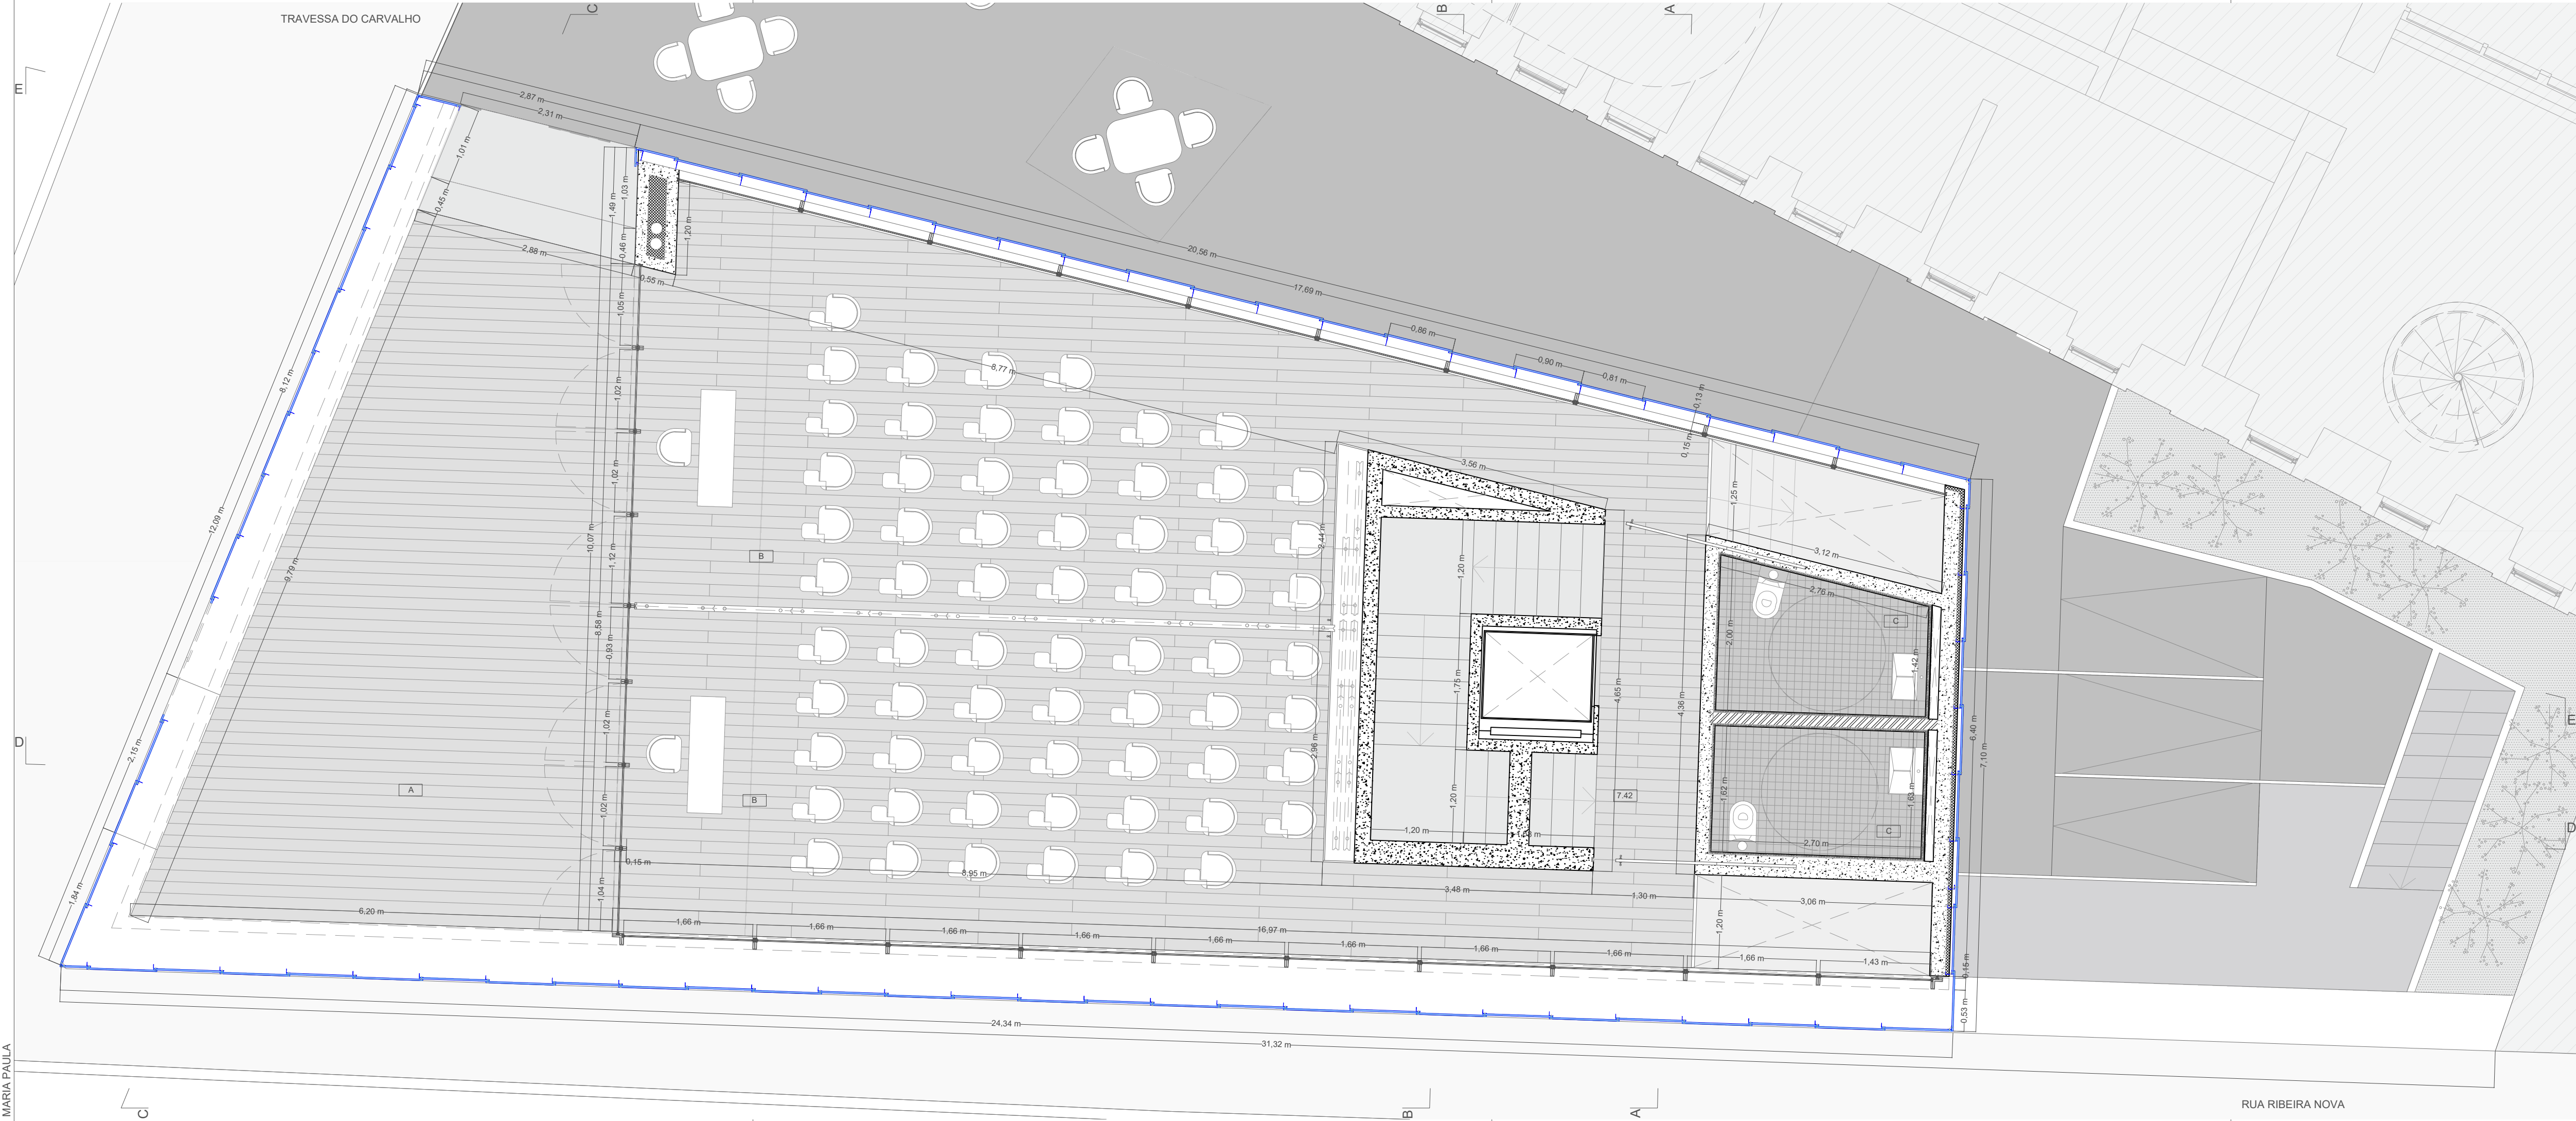 TRAVESSA DO CARVALHO
C
B
A
E
2,87 m
2,31 m
1,01 m
0,45 m
1,49 m
1,03 m
0,46 m
1,20 m
2,88 m
0,55 m
20,56 m
17,69 m
0,86 m
0,90 m
0,81 m
0,13 m
0,15 m
8,12 m
12,09 m
9,79 m
2,15 m
1,84 m
1,05 m
1,02 m
1,02 m
10,07 m
1,12 m
8,58 m
0,93 m
1,02 m
1,02 m
1,04 m
8,77 m
B
B
A
2,44 m
2,96 m
3,56 m
1,20 m
1,75 m
1,20 m
1,20 m
4,65 m
7.42
1,25 m
3,12 m
2,76 m
2,00 m
C
1,42 m
4,36 m
1,62 m
1,63 m
C
2,70 m
6,40 m
7,10 m
D
E
D
0,15 m
8,95 m
3,48 m
1,30 m
3,06 m
1,20 m
6,20 m
1,66 m
1,66 m
1,66 m
1,66 m
1,66 m
16,97 m
1,66 m
1,66 m
1,66 m
1,66 m
1,43 m
0,15 m
0,53 m
24,34 m
31,32 m
MARIA PAULA
C
B
A
RUA RIBEIRA NOVA